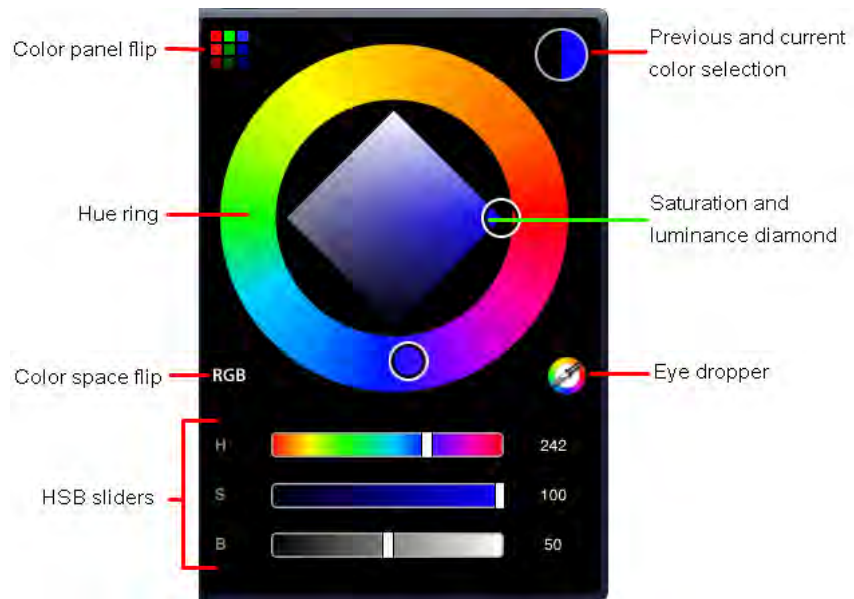 Color panel flip
Previous and current
color selection
Hue ring
Saturation and
luminance diamond
Color space flip
RGB
Eye dropper
H
242
HSB sliders
S
100
B
50